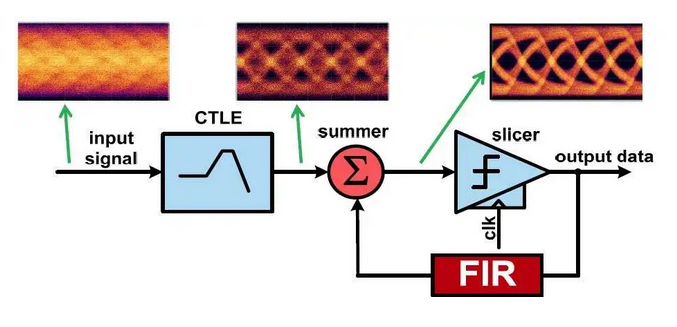 CTLE
input
signal
summer
Σ
slicer
output data
clk
FIR